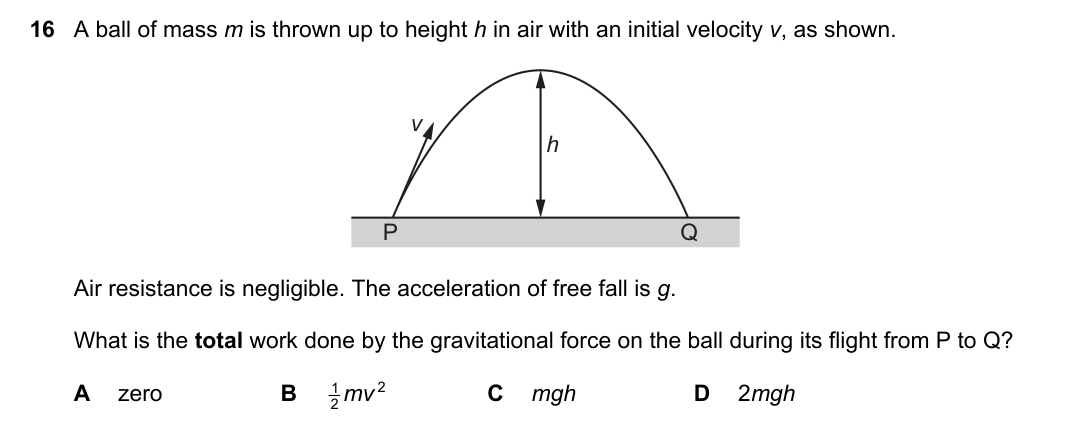 16 A ball of mass m is thrown up to height h in air with an initial velocity v, as shown.
v
h
P
Q
Air resistance is negligible. The acceleration of free fall is g.
What is the total work done by the gravitational force on the ball during its flight from P to Q?
A zero B ½mv² C mgh D 2mgh